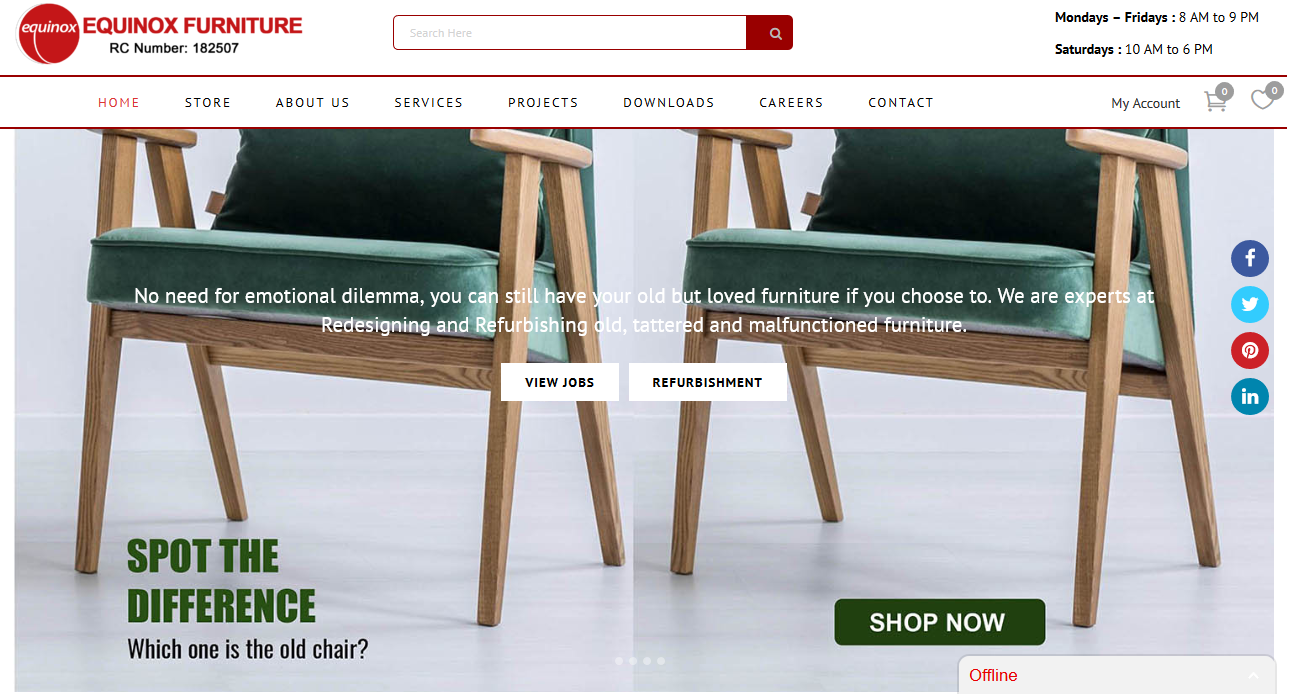 equinox
EQUINOX FURNITURE
RC Number: 182507
Search Here
Mondays – Fridays : 8 AM to 9 PM
Saturdays : 10 AM to 6 PM
HOME STORE ABOUT US SERVICES PROJECTS DOWNLOADS CAREERS CONTACT
My Account 0 0
No need for emotional dilemma, you can still have your old but loved furniture if you choose to. We are experts at
Redesigning and Refurbishing old, tattered and malfunctioned furniture.
VIEW JOBS REFURBISHMENT
SPOT THE
DIFFERENCE
Which one is the old chair?
SHOP NOW
Offline